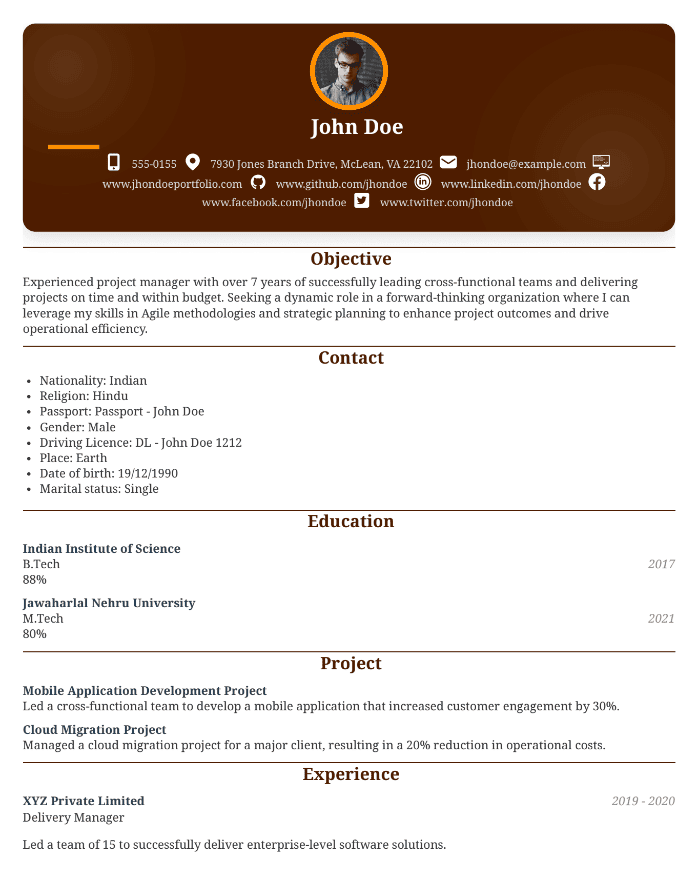 John Doe
555-0155 7930 Jones Branch Drive, McLean, VA 22102 jhondoe@example.com
www.jhondoeportfolio.com www.github.com/jhondoe www.linkedin.com/jhondoe
www.facebook.com/jhondoe www.twitter.com/jhondoe
Objective
Experienced project manager with over 7 years of successfully leading cross-functional teams and delivering
projects on time and within budget. Seeking a dynamic role in a forward-thinking organization where I can
leverage my skills in Agile methodologies and strategic planning to enhance project outcomes and drive
operational efficiency.
Contact
• Nationality: Indian
• Religion: Hindu
• Passport: Passport - John Doe
• Gender: Male
• Driving Licence: DL - John Doe 1212
• Place: Earth
• Date of birth: 19/12/1990
• Marital status: Single
Education
Indian Institute of Science
B.Tech 2017
88%
Jawaharlal Nehru University
M.Tech 2021
80%
Project
Mobile Application Development Project
Led a cross-functional team to develop a mobile application that increased customer engagement by 30%.
Cloud Migration Project
Managed a cloud migration project for a major client, resulting in a 20% reduction in operational costs.
Experience
XYZ Private Limited 2019 - 2020
Delivery Manager
Led a team of 15 to successfully deliver enterprise-level software solutions.